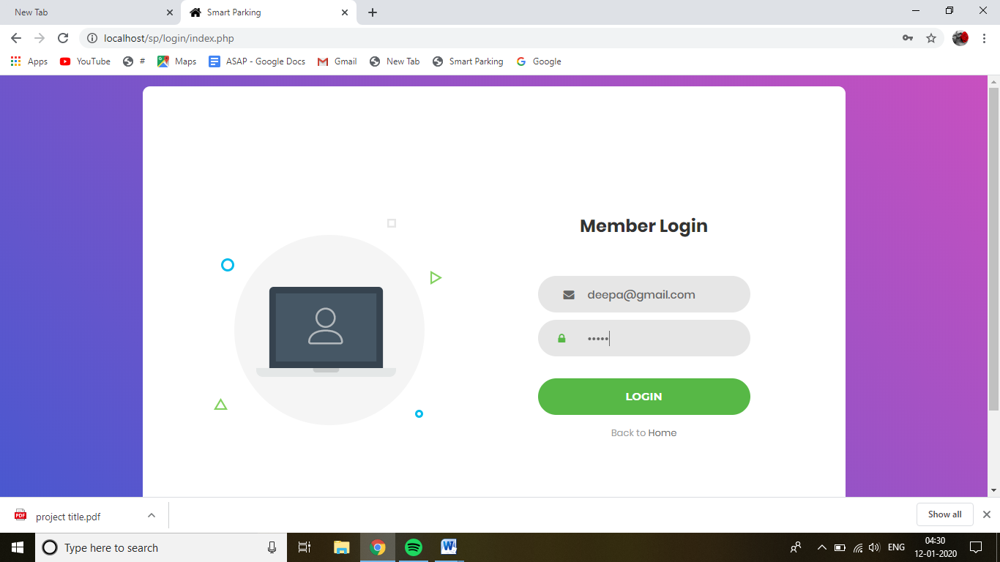 New Tab
Smart Parking
localhost/sp/login/index.php
Apps
YouTube
#
Maps
ASAP - Google Docs
Gmail
New Tab
Smart Parking
Google
Member Login
deepa@gmail.com
•••••
LOGIN
Back to Home
PDF
project title.pdf
Show all
Type here to search
W
ENG
04:30
12-01-2020